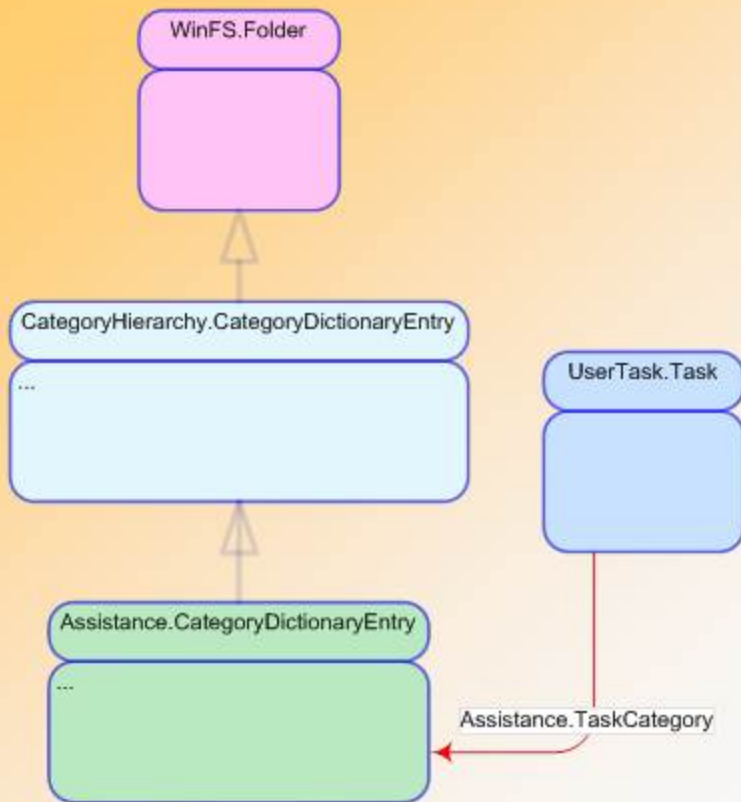 WinFS.Folder
CategoryHierarchy.CategoryDictionaryEntry
...
UserTask.Task
Assistance.CategoryDictionaryEntry
...
Assistance.TaskCategory